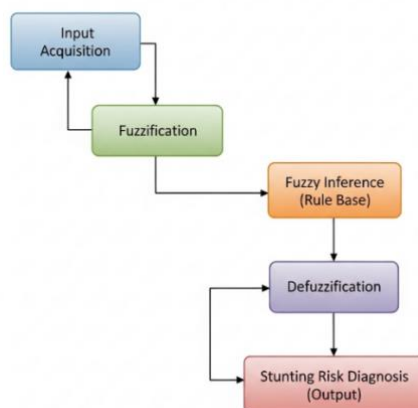 Input
Acquisition
Fuzzification
Fuzzy Inference
(Rule Base)
Defuzzification
Stunting Risk Diagnosis
(Output)